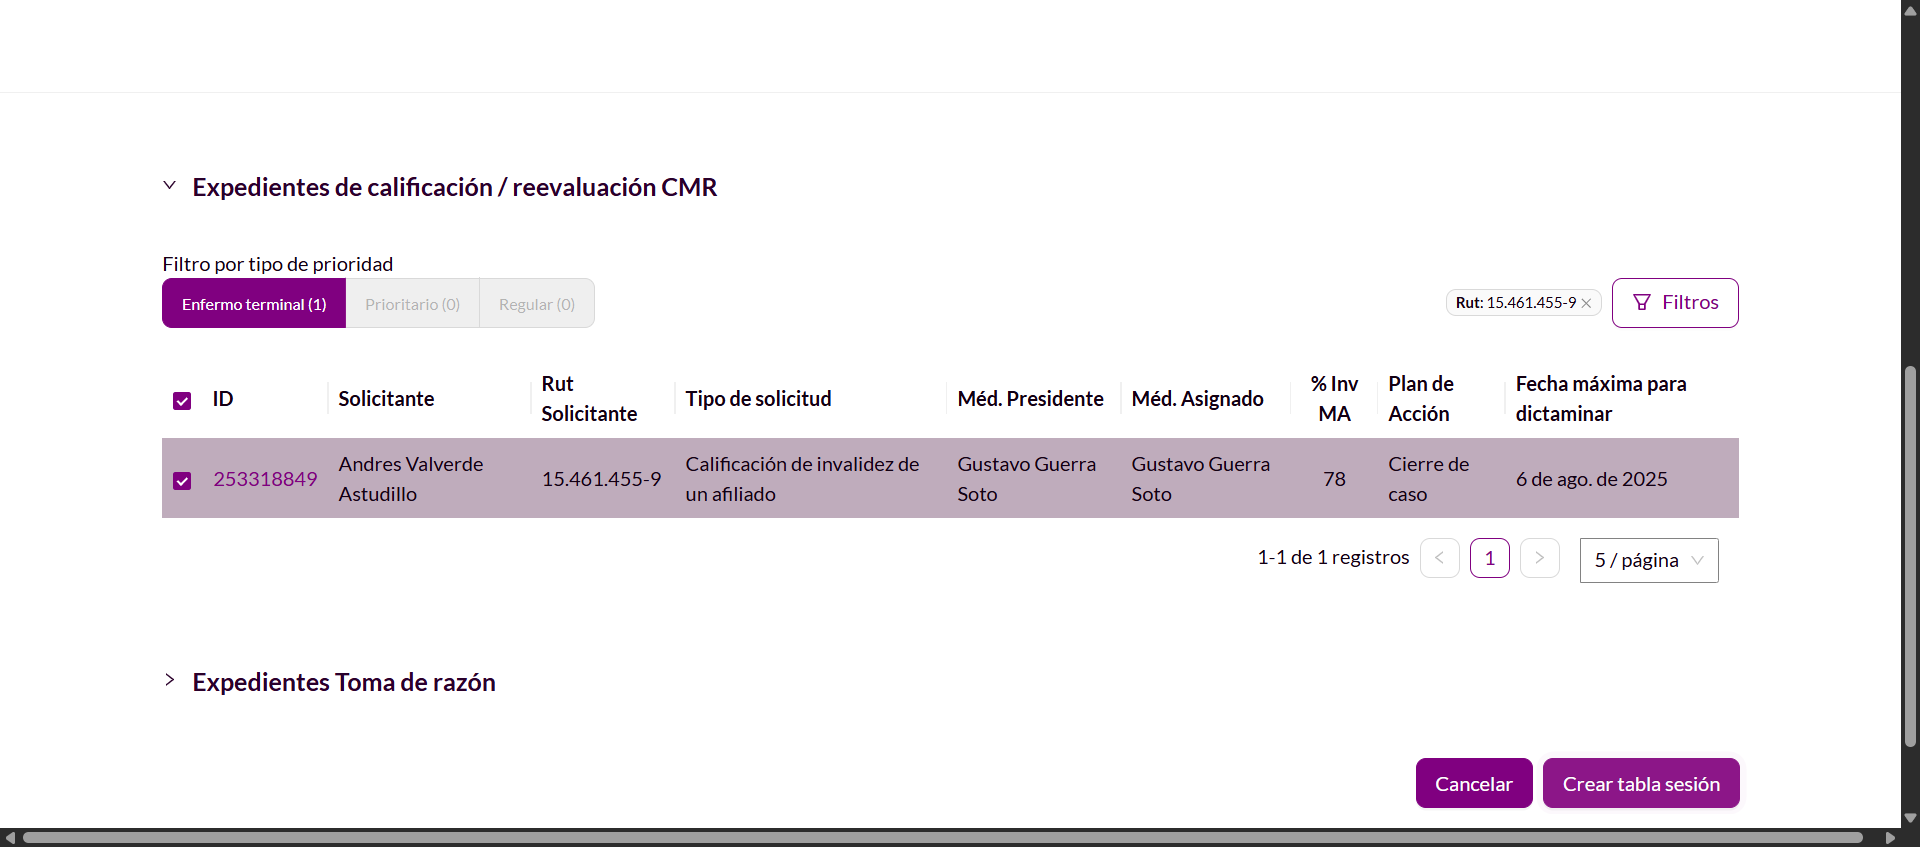 Expedientes de calificación / reevaluación CMR
Filtro por tipo de prioridad
Enfermo terminal (1) Prioritario (0) Regular (0)
Rut: 15.461.455-9 Filtros
ID Solicitante Rut Solicitante Tipo de solicitud Méd. Presidente Méd. Asignado % Inv MA Plan de Acción Fecha máxima para dictaminar
253318849 Andres Valverde Astudillo 15.461.455-9 Calificación de invalidez de un afiliado Gustavo Guerra Soto Gustavo Guerra Soto 78 Cierre de caso 6 de ago. de 2025
1-1 de 1 registros 1 5 / página
Expedientes Toma de razón
Cancelar Crear tabla sesión